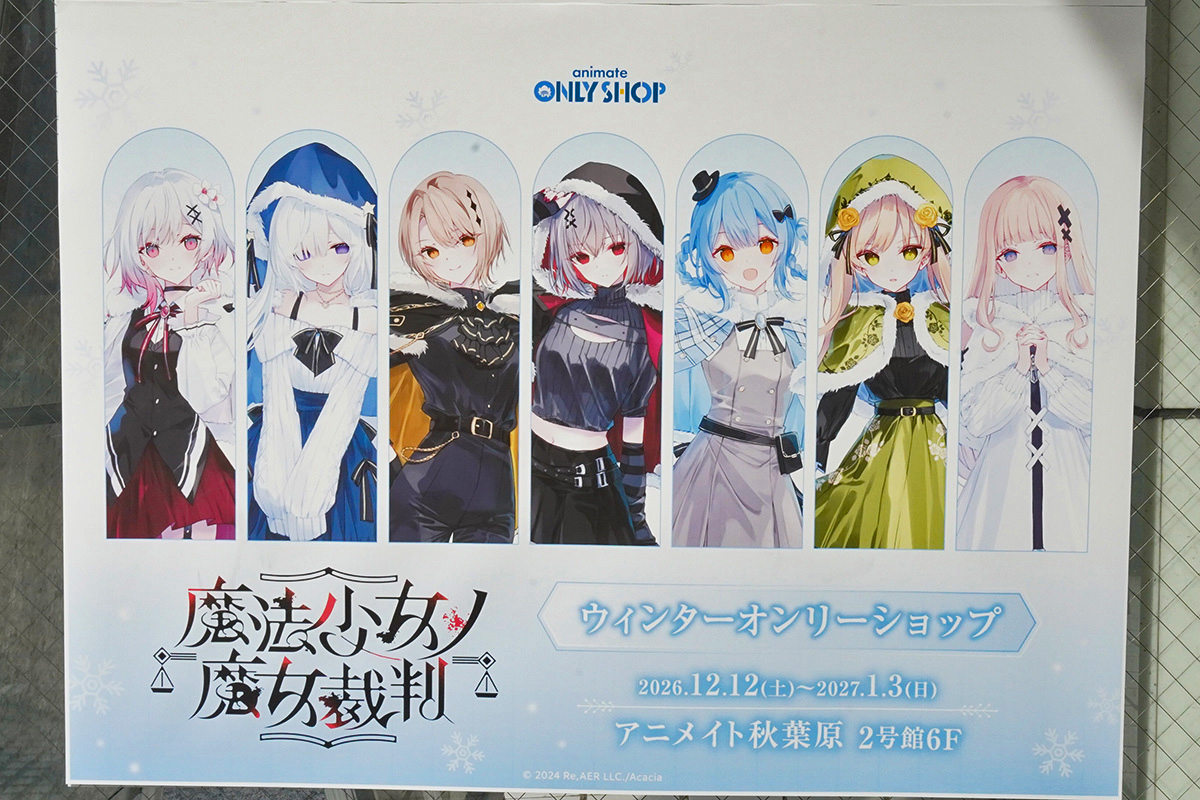 animate
ONLY SHOP
魔法少女ノ
魔女裁判
ウィンターオンリーショップ
2026.12.12(土)～2027.1.3(日)
アニメイト秋葉原 2号館6F
© 2024 Re,AER LLC./Acacia